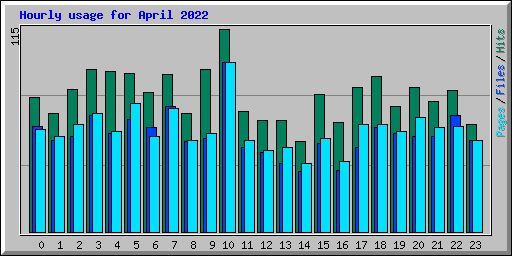 Hourly usage for April 2022
115
Pages / Files / Hits
0 1 2 3 4 5 6 7 8 9 10 11 12 13 14 15 16 17 18 19 20 21 22 23